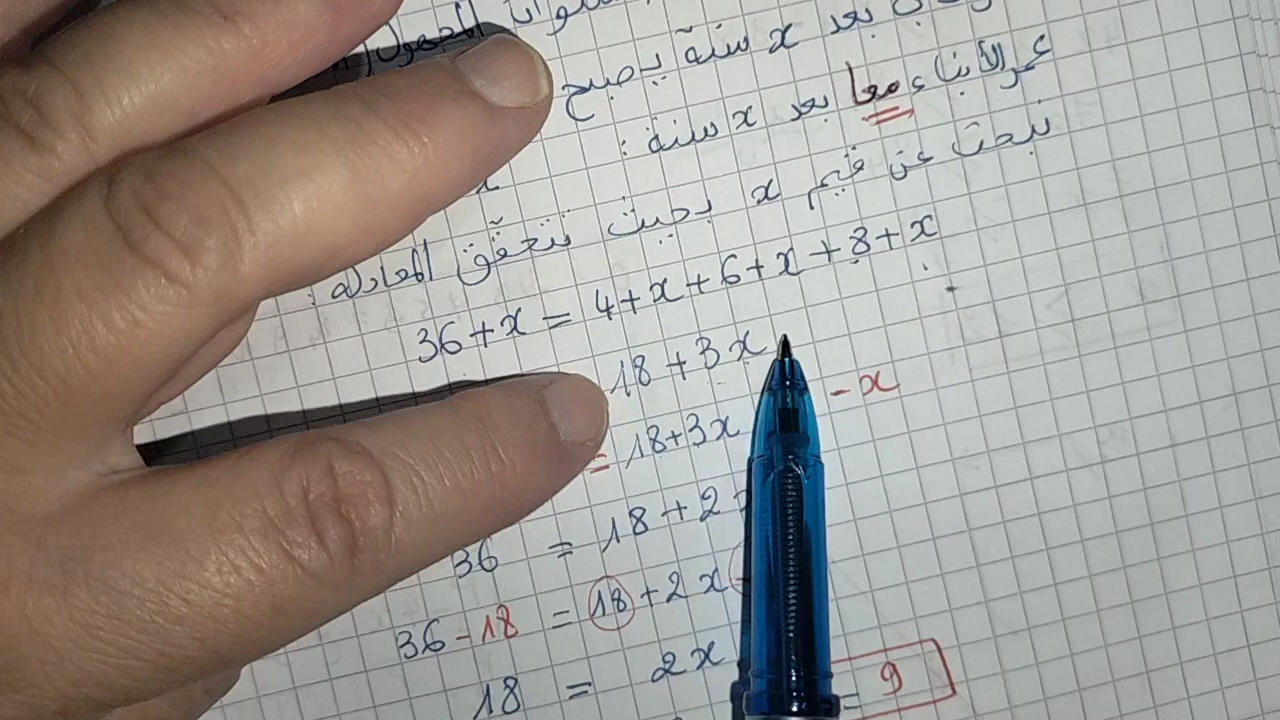 بعد x سنة يصبح
عمر الأبناء معا بعد x سنة :
نبحث عن قيم x بحيث تتحقق المعادلة :
36+x = 4+x+6+x+8+x
18+3x
= 18+3x - x
36 = 18+2
36-18 = 18+2x
18 = 2x
= 9